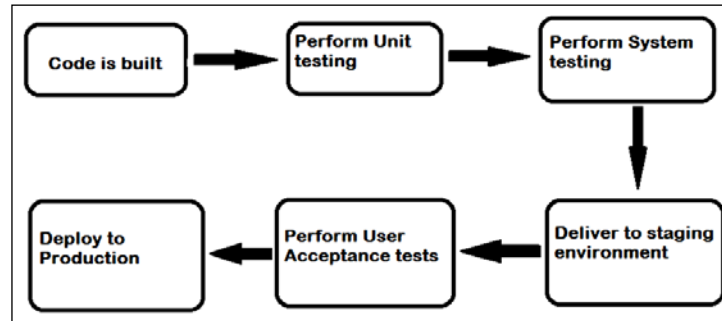 Code is built
Perform Unit
testing
Perform System
testing
Deliver to staging
environment
Perform User
Acceptance tests
Deploy to
Production